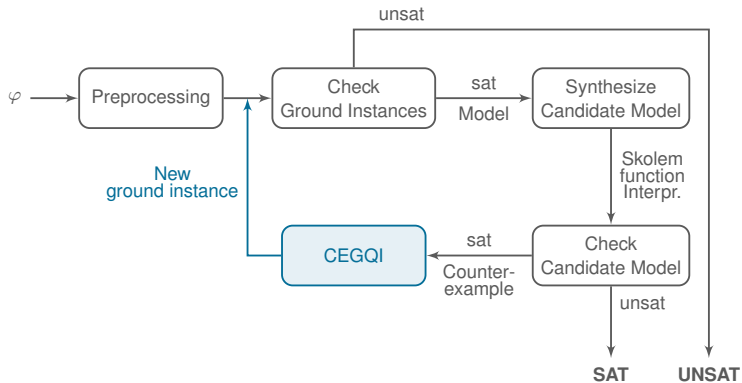 unsat
φ
Preprocessing
Check
Ground Instances
sat
Model
Synthesize
Candidate Model
New
ground instance
Skolem
function
Interpr.
CEGQI
sat
Counter-
example
Check
Candidate Model
unsat
SAT
UNSAT